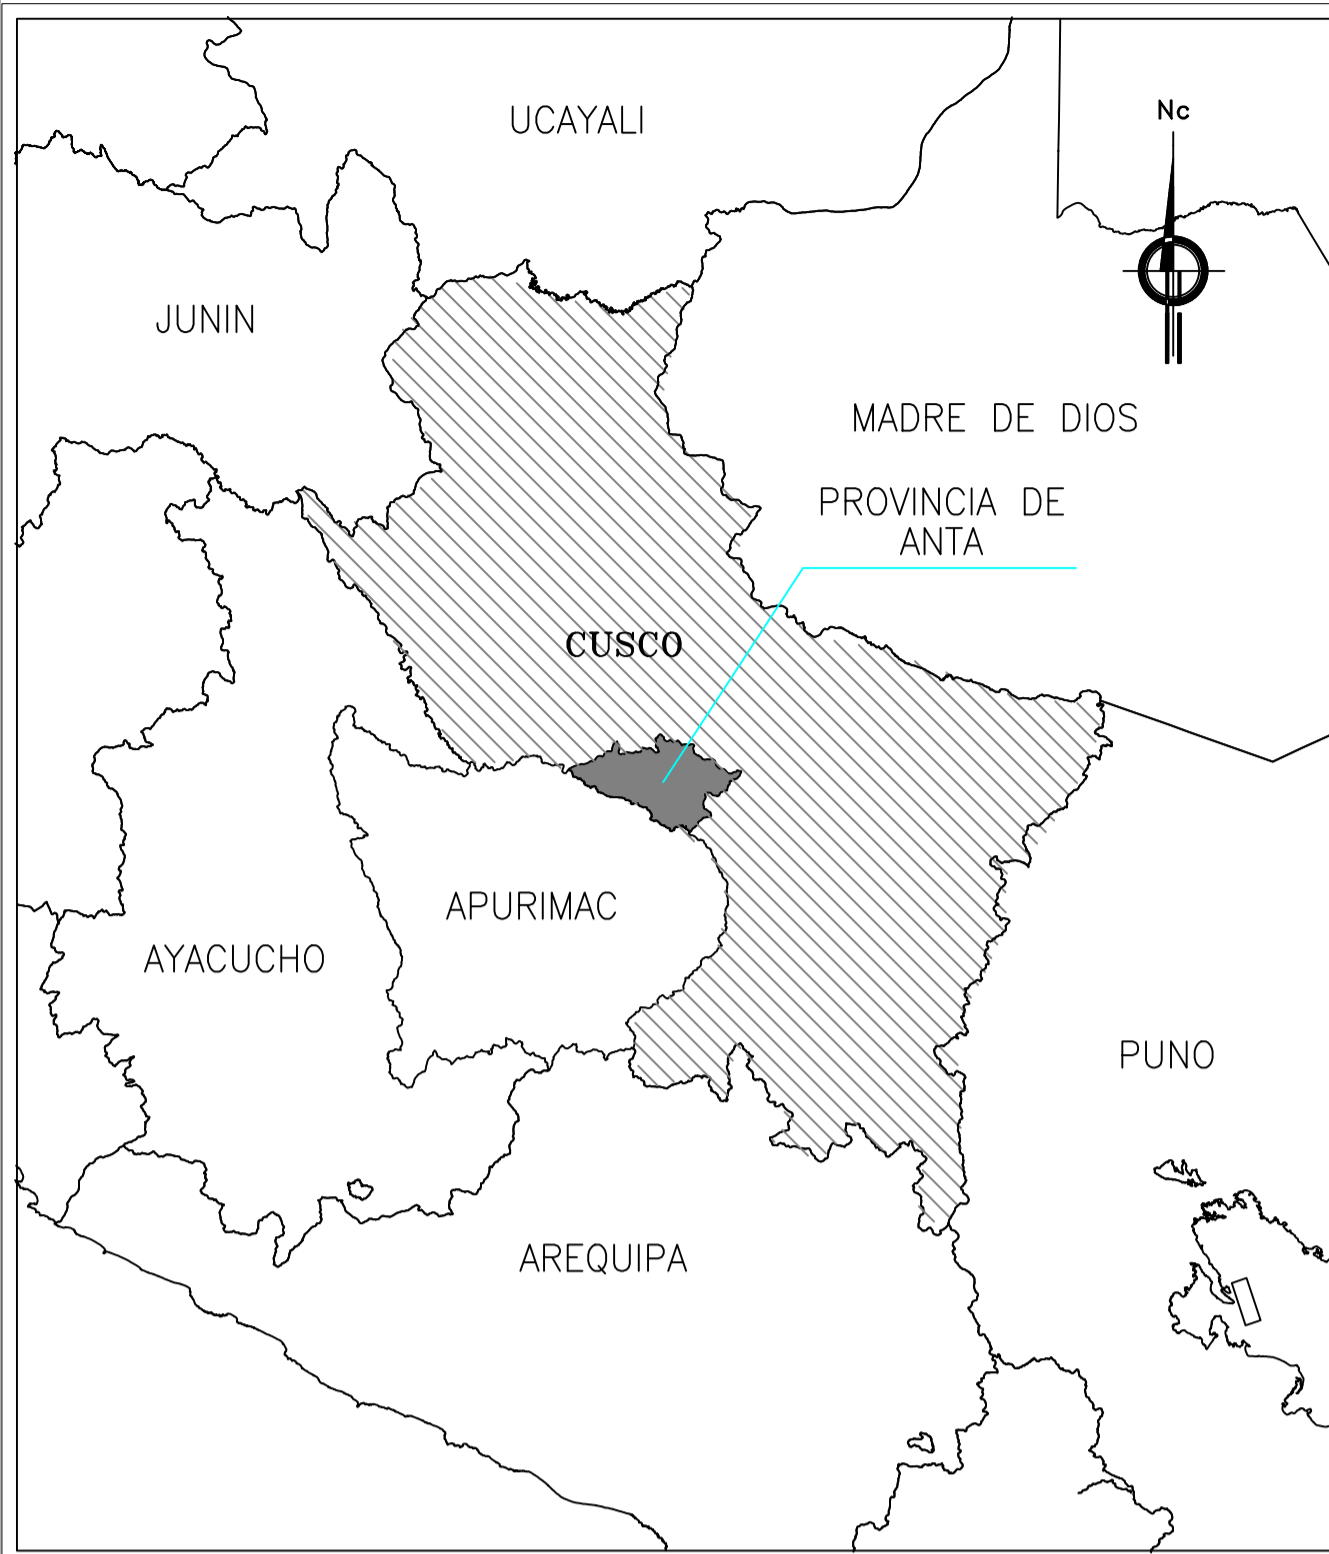 UCAYALI
Nc
JUNIN
MADRE DE DIOS
PROVINCIA DE
ANTA
CUSCO
APURIMAC
AYACUCHO
PUNO
AREQUIPA